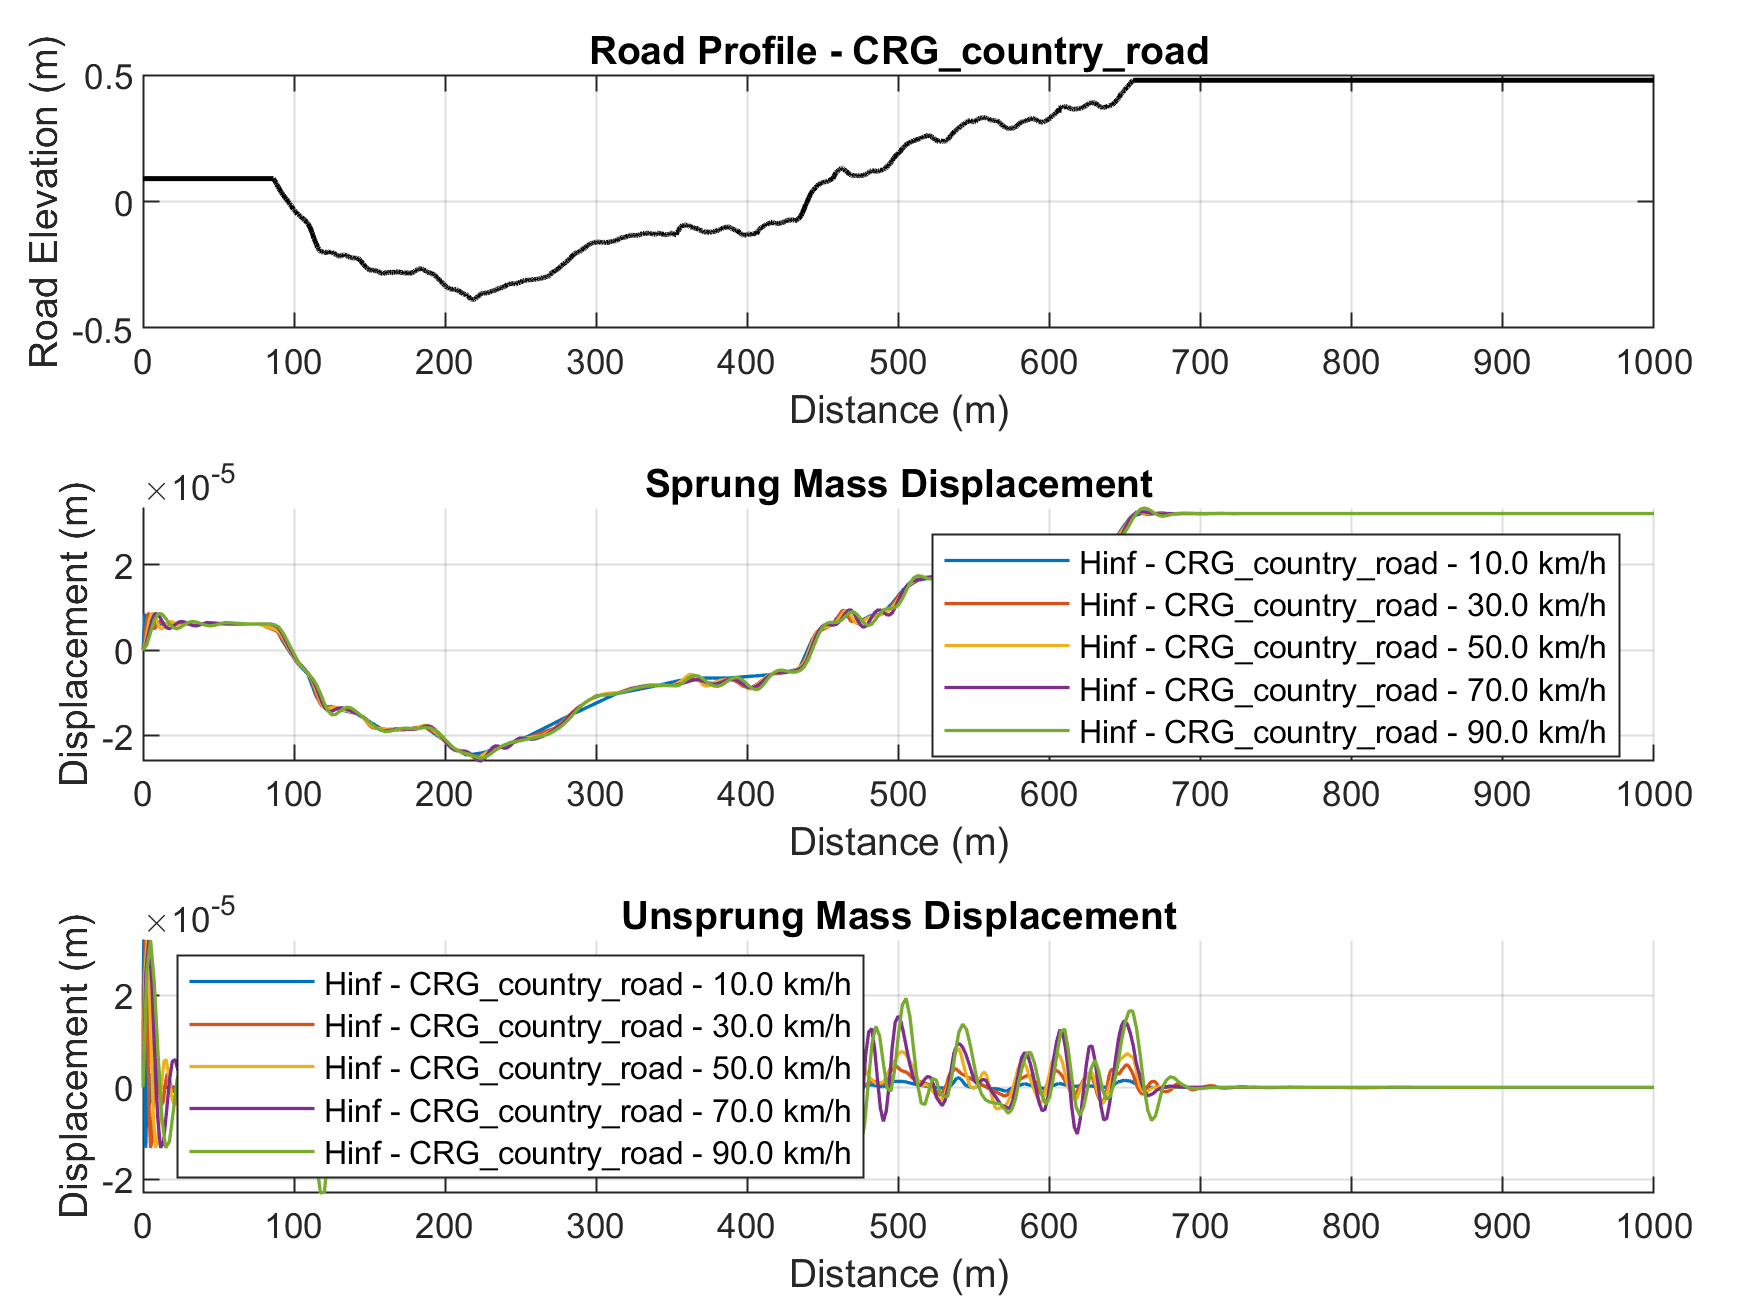 Road Profile - CRG_country_road
Road Elevation (m)
0.5
0
-0.5
0 100 200 300 400 500 600 700 800 900 1000
Distance (m)
Sprung Mass Displacement
×10-5
Displacement (m)
2
0
-2
Hinf - CRG_country_road - 10.0 km/h
Hinf - CRG_country_road - 30.0 km/h
Hinf - CRG_country_road - 50.0 km/h
Hinf - CRG_country_road - 70.0 km/h
Hinf - CRG_country_road - 90.0 km/h
0 100 200 300 400 500 600 700 800 900 1000
Distance (m)
Unsprung Mass Displacement
×10-5
Displacement (m)
2
0
-2
Hinf - CRG_country_road - 10.0 km/h
Hinf - CRG_country_road - 30.0 km/h
Hinf - CRG_country_road - 50.0 km/h
Hinf - CRG_country_road - 70.0 km/h
Hinf - CRG_country_road - 90.0 km/h
0 100 200 300 400 500 600 700 800 900 1000
Distance (m)